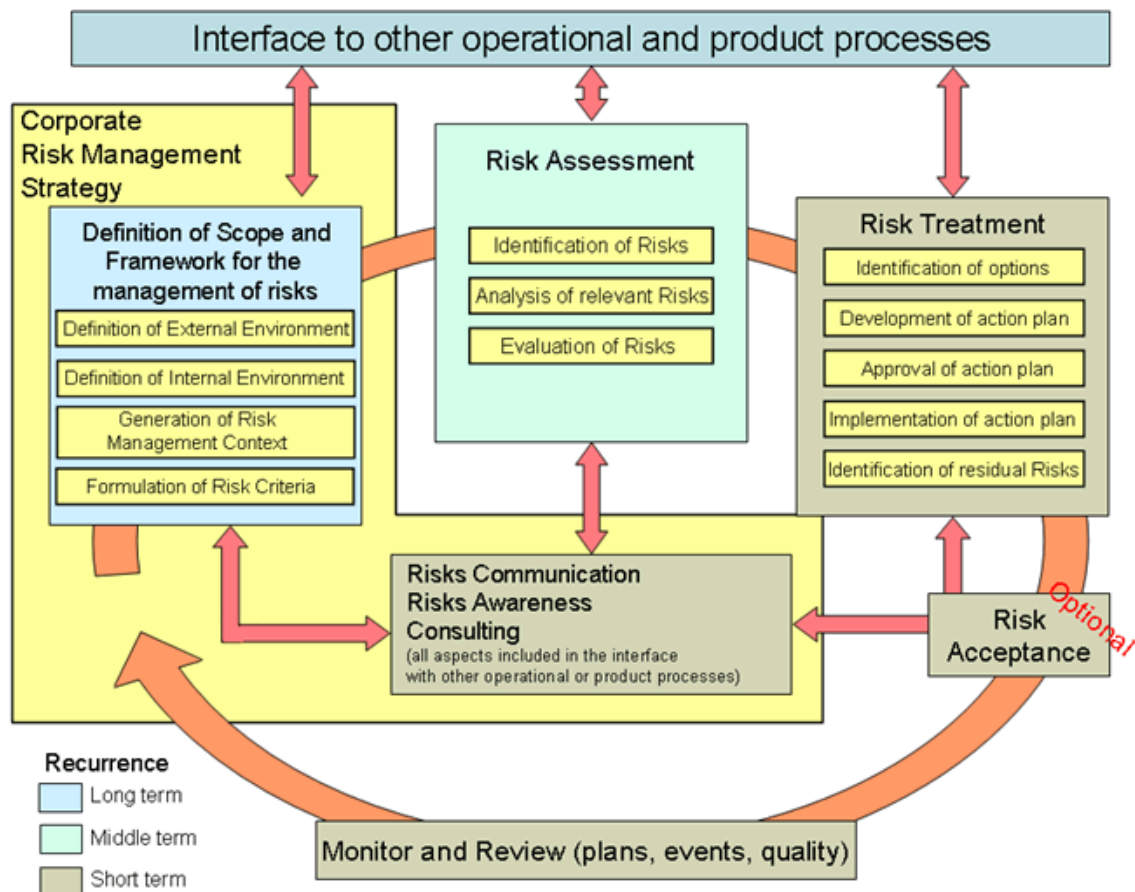 Interface to other operational and product processes
Corporate
Risk Management
Strategy
Definition of Scope and
Framework for the
management of risks
Definition of External Environment
Definition of Internal Environment
Generation of Risk
Management Context
Formulation of Risk Criteria
Risk Assessment
Identification of Risks
Analysis of relevant Risks
Evaluation of Risks
Risk Treatment
Identification of options
Development of action plan
Approval of action plan
Implementation of action plan
Identification of residual Risks
Risks Communication
Risks Awareness
Consulting
(all aspects included in the interface
with other operational or product processes)
Optional
Risk
Acceptance
Monitor and Review (plans, events, quality)
Recurrence
Long term
Middle term
Short term